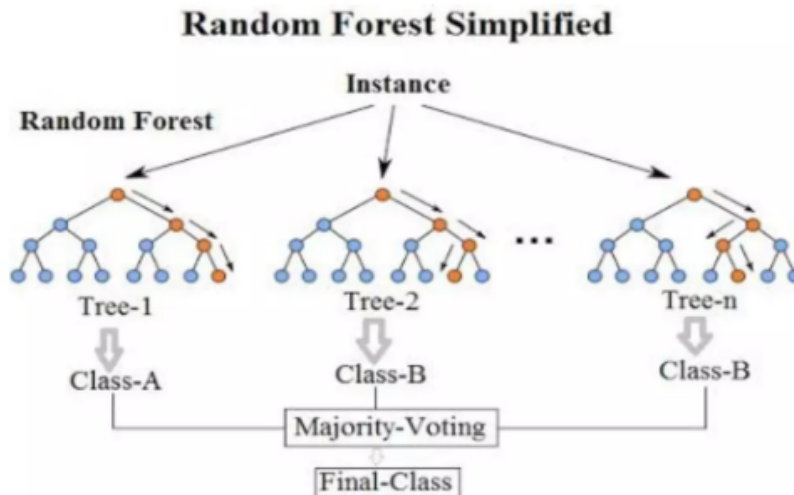 Random Forest Simplified
Instance
Random Forest
...
Tree-1 Tree-2 Tree-n
Class-A Class-B Class-B
Majority-Voting
Final-Class